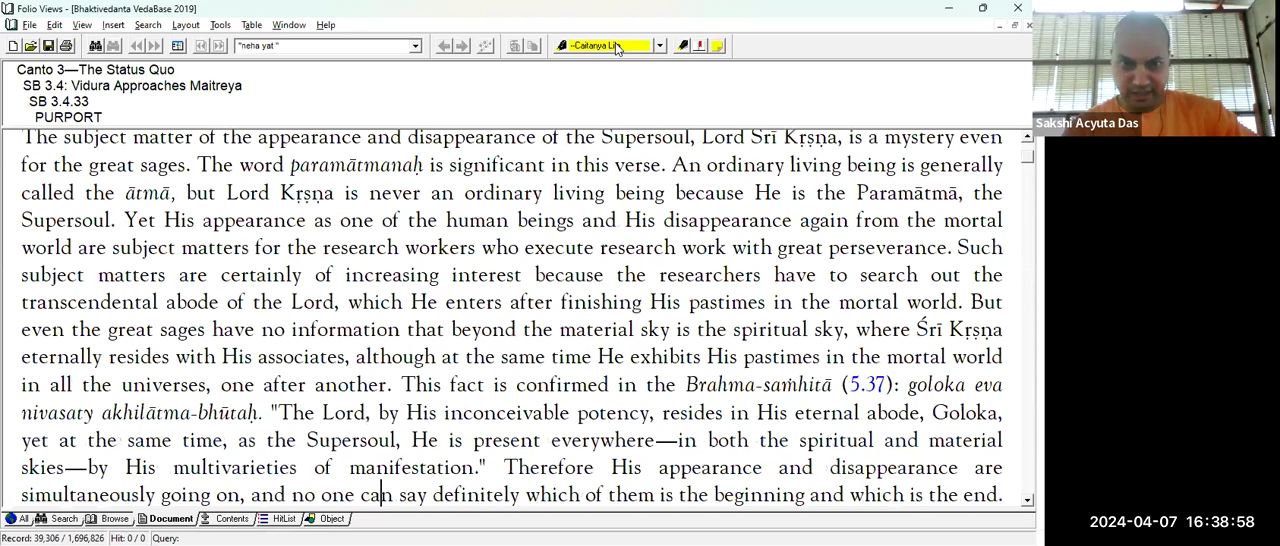 Folio Views - [Bhaktivedanta VedaBase 2019]
File Edit View Insert Search Layout Tools Table Window Help
"neha yat "
Canto 3—The Status Quo
SB 3.4: Vidura Approaches Maitreya
SB 3.4.33
PURPORT
The subject matter of the appearance and disappearance of the Supersoul, Lord Śrī Kṛṣṇa, is a mystery even
for the great sages. The word paramātmanaḥ is significant in this verse. An ordinary living being is generally
called the ātmā, but Lord Kṛṣṇa is never an ordinary living being because He is the Paramātmā, the
Supersoul. Yet His appearance as one of the human beings and His disappearance again from the mortal
world are subject matters for the research workers who execute research work with great perseverance. Such
subject matters are certainly of increasing interest because the researchers have to search out the
transcendental abode of the Lord, which He enters after finishing His pastimes in the mortal world. But
even the great sages have no information that beyond the material sky is the spiritual sky, where Śrī Kṛṣṇa
eternally resides with His associates, although at the same time He exhibits His pastimes in the mortal world
in all the universes, one after another. This fact is confirmed in the Brahma-saṁhitā (5.37): goloka eva
nivasaty akhilātma-bhūtaḥ. "The Lord, by His inconceivable potency, resides in His eternal abode, Goloka,
yet at the same time, as the Supersoul, He is present everywhere—in both the spiritual and material
skies—by His multivarieties of manifestation." Therefore His appearance and disappearance are
simultaneously going on, and no one can say definitely which of them is the beginning and which is the end.
All Search Browse Document Contents HitList Object
Record: 39,306 / 1,696,826 Hit: 0 / 0 Query:
Sakshi Acyuta Das
2024-04-07 16:38:58